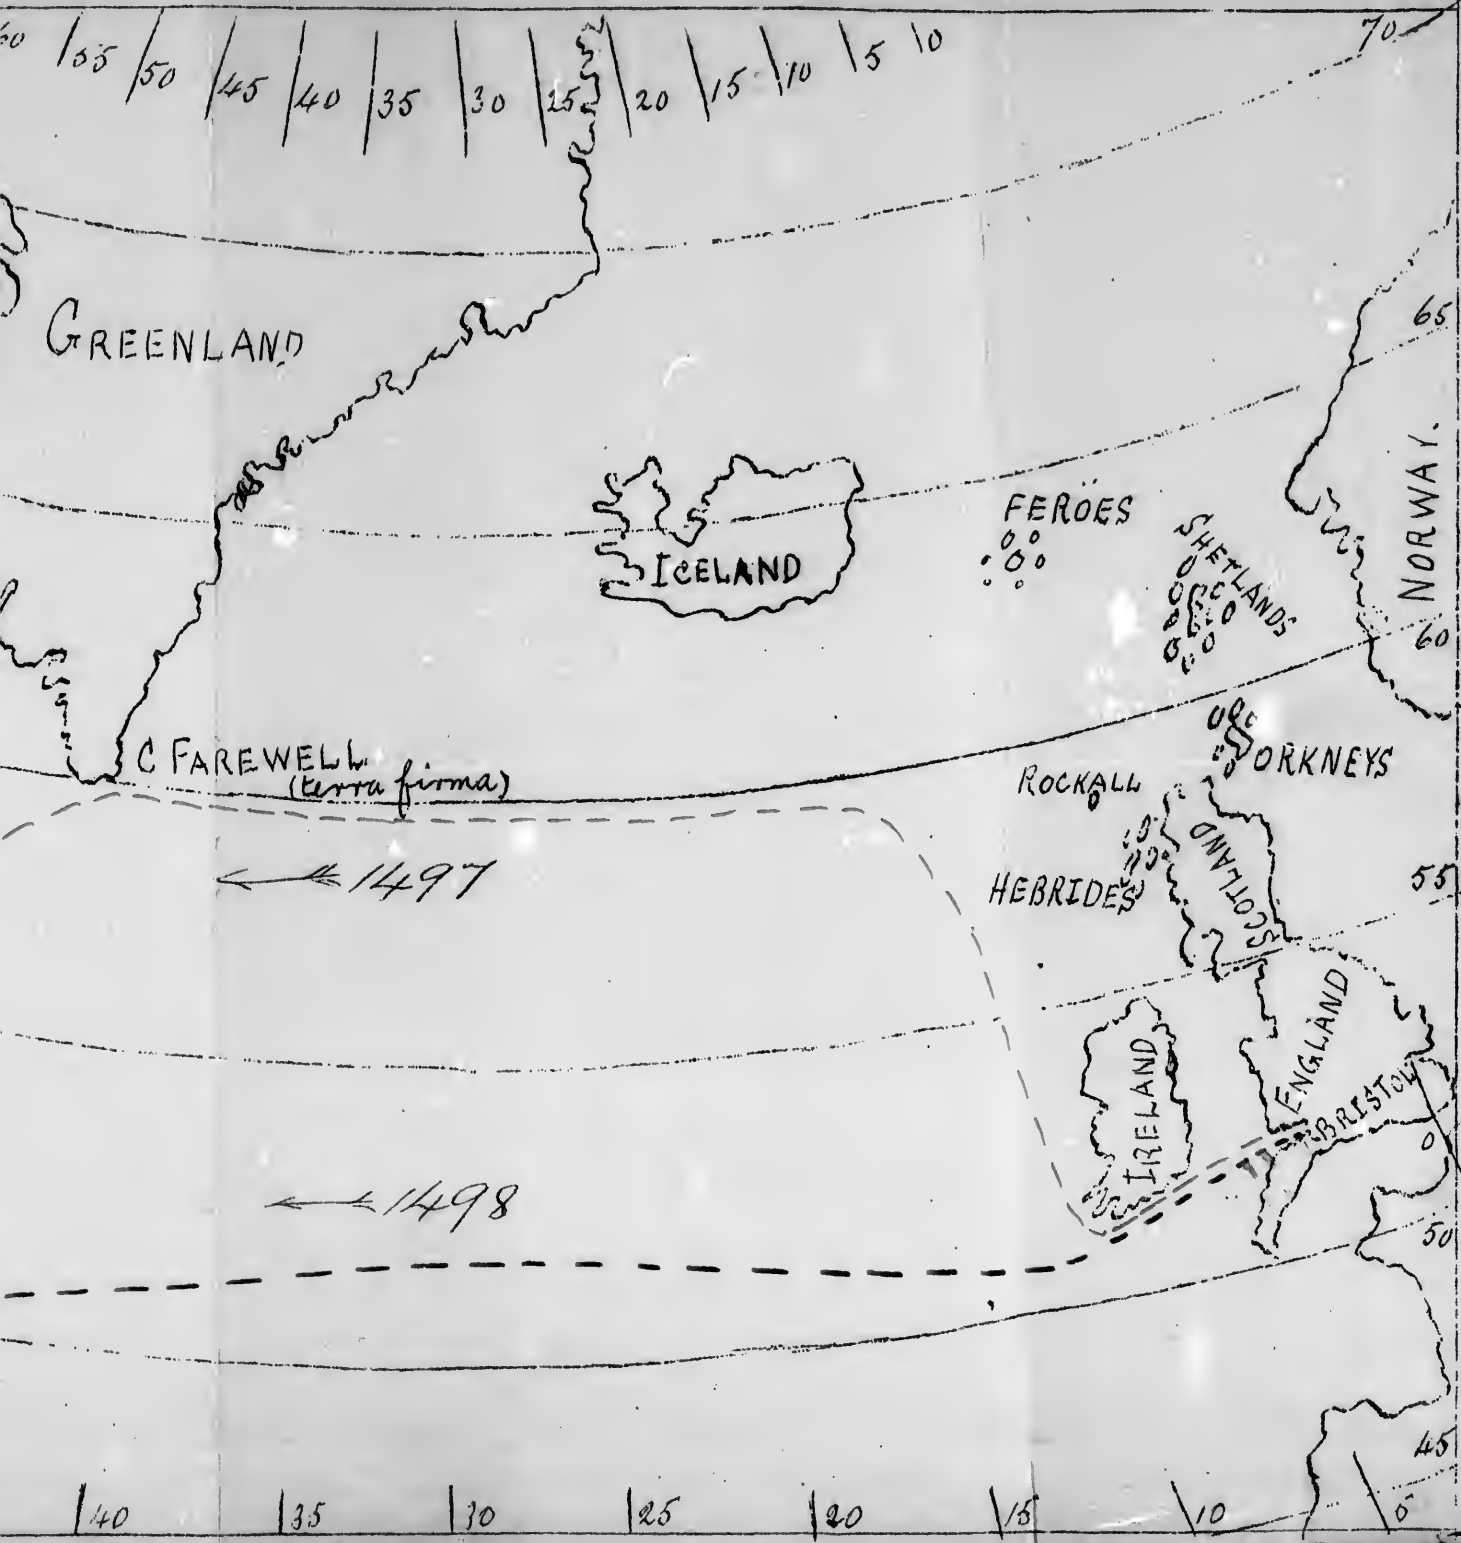 60 55 50 45 40 35 30 25 20 15 10 5 0 70
GREENLAND
65
NORWAY.
FERÖES
SHETLANDS
ICELAND
60
C FAREWELL
(terra firma)
ORKNEYS
ROCKALL
SCOTLAND
1497
HEBRIDES
55
ENGLAND
IRELAND
BRISTOL
0
1498
50
45
40 35 30 25 20 15 10 5